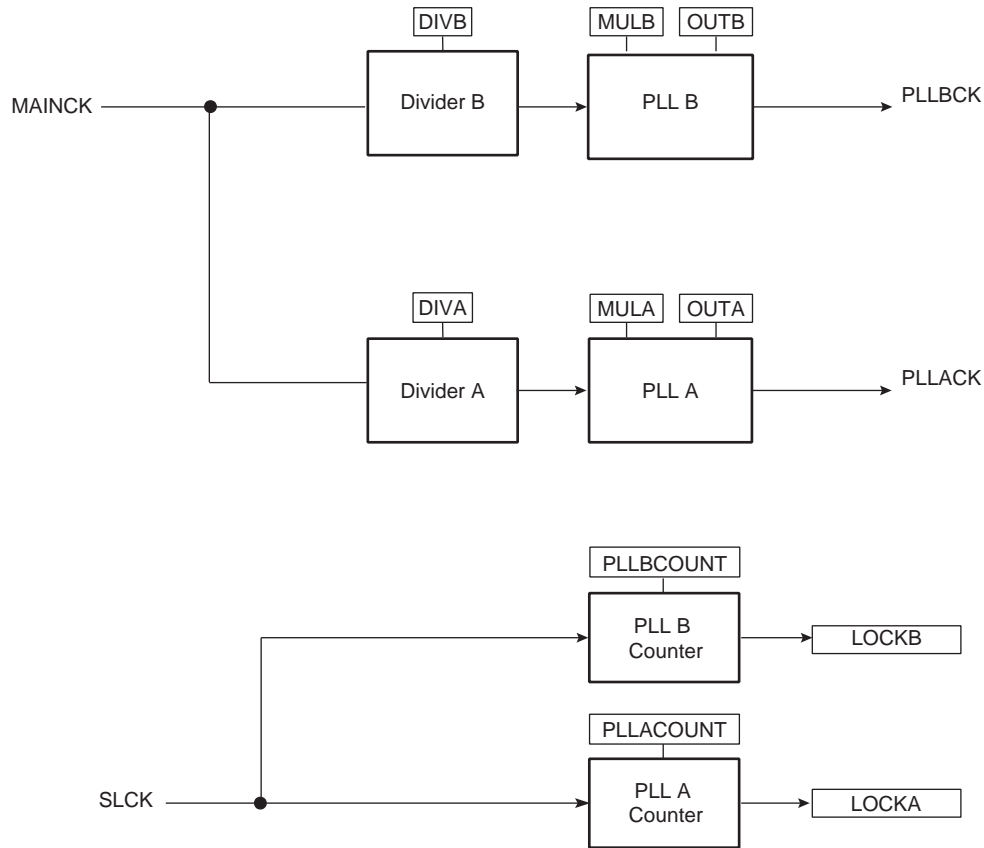 DIVB
MULB
OUTB
MAINCK
Divider B
PLL B
PLLBCK
DIVA
MULA
OUTA
Divider A
PLL A
PLLACK
PLLBCOUNT
PLL B
Counter
LOCKB
PLLACOUNT
SLCK
PLL A
Counter
LOCKA